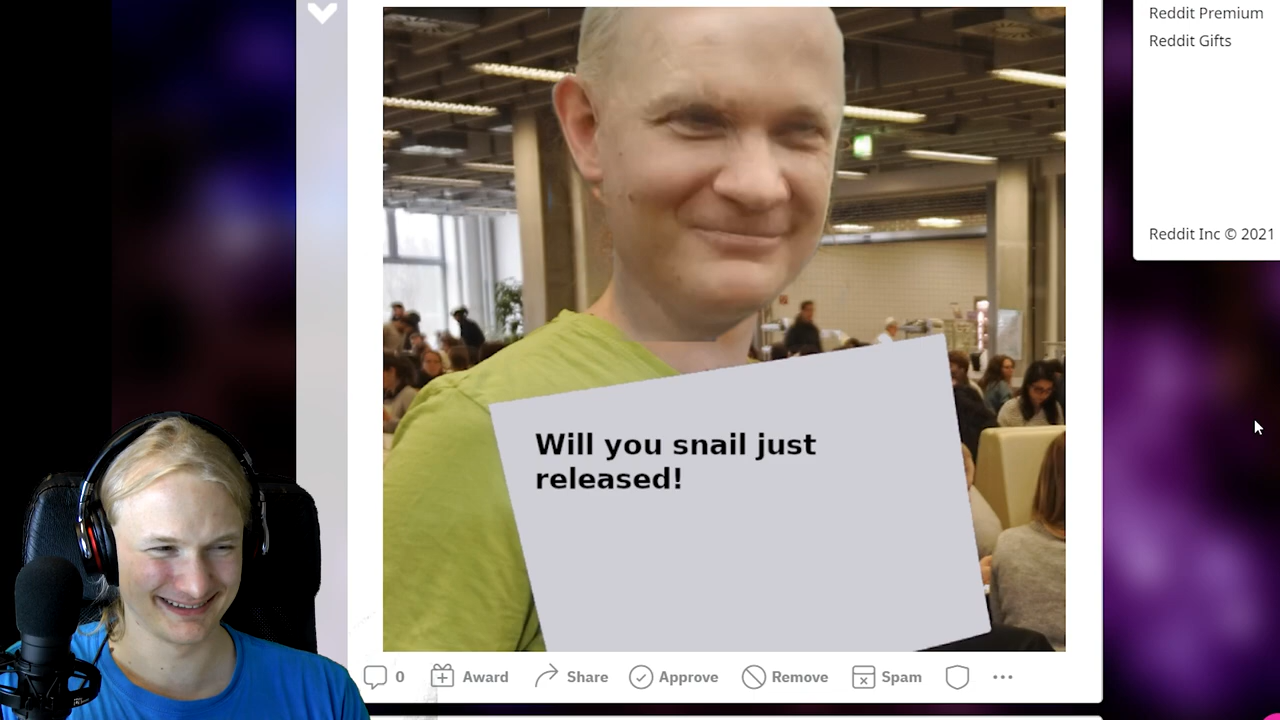 Reddit Premium
Reddit Gifts
Reddit Inc © 2021
Will you snail just
released!
0 Award Share Approve Remove Spam